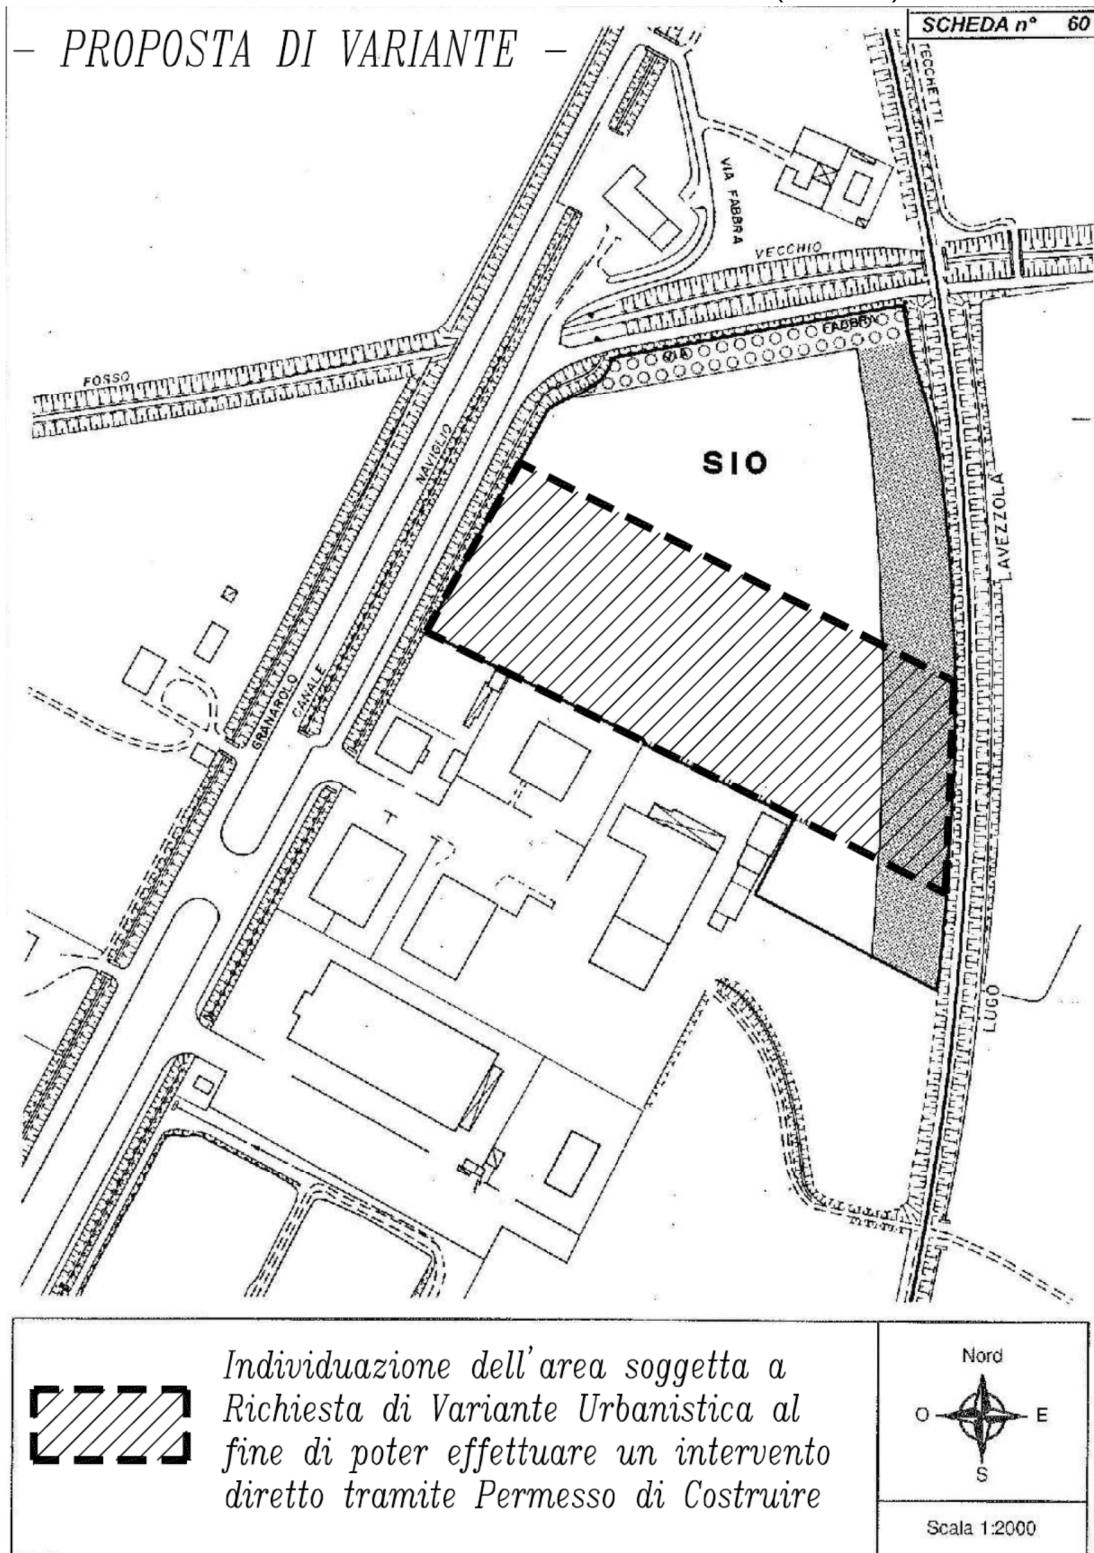 SCHEDA n° 60
- PROPOSTA DI VARIANTE -
TECCHETTI
VIA FABBRA
VECCHIO
FOSSO
VIA FABBRA
NAVIGLIO
S10
LAVEZZOLA
GRANAROLO
CANALE
LUGO
Individuazione dell'area soggetta a
Richiesta di Variante Urbanistica al
fine di poter effettuare un intervento
diretto tramite Permesso di Costruire
Nord
O E
S
Scala 1:2000